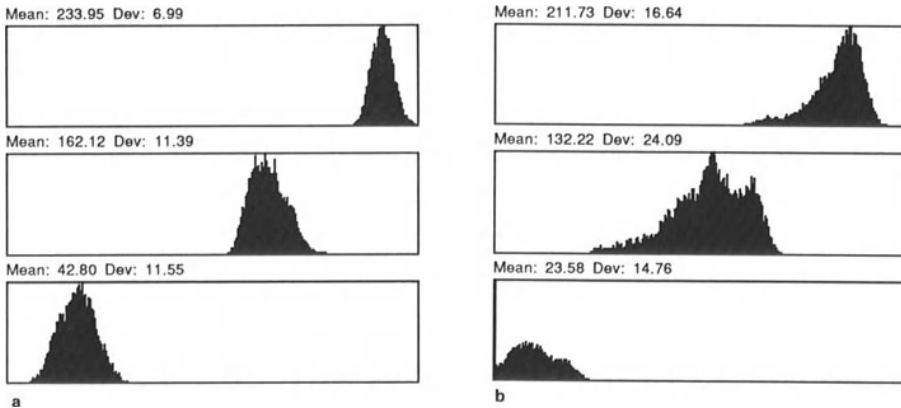 Mean: 233.95 Dev: 6.99
Mean: 162.12 Dev: 11.39
Mean: 42.80 Dev: 11.55
a
Mean: 211.73 Dev: 16.64
Mean: 132.22 Dev: 24.09
Mean: 23.58 Dev: 14.76
b